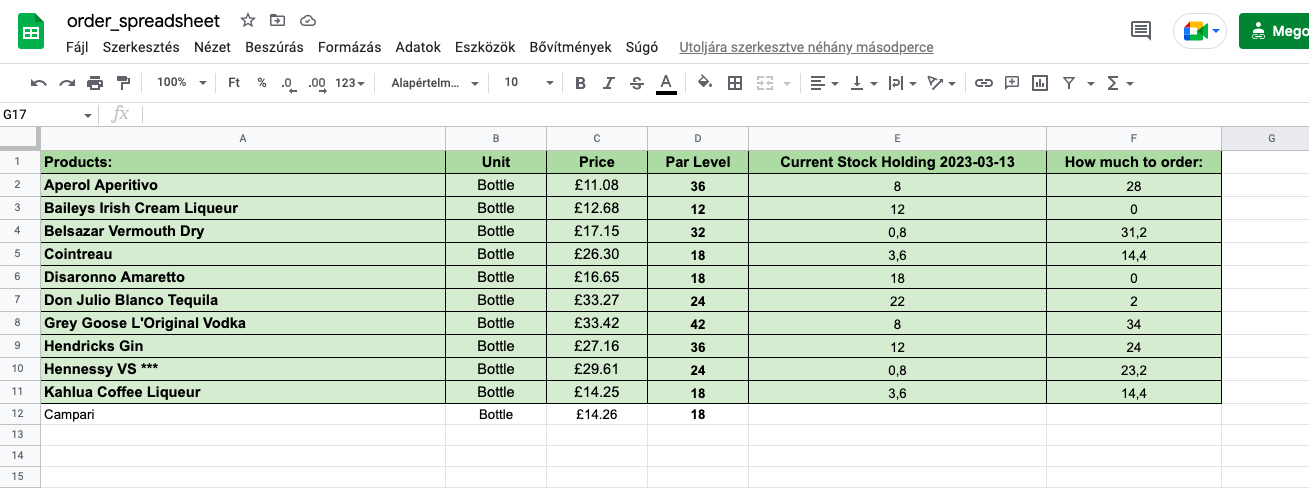 order_spreadsheet
Fájl Szerkesztés Nézet Beszúrás Formázás Adatok Eszközök Bővítmények Súgó Utoljára szerkesztve néhány másodperce
Mego
100% Ft % .0 .00 123 Alapértelm... 10 B I S A
G17 fx
A B C D E F G
1 Products: Unit Price Par Level Current Stock Holding 2023-03-13 How much to order:
2 Aperol Aperitivo Bottle £11.08 36 8 28
3 Baileys Irish Cream Liqueur Bottle £12.68 12 12 0
4 Belsazar Vermouth Dry Bottle £17.15 32 0,8 31,2
5 Cointreau Bottle £26.30 18 3,6 14,4
6 Disaronno Amaretto Bottle £16.65 18 18 0
7 Don Julio Blanco Tequila Bottle £33.27 24 22 2
8 Grey Goose L'Original Vodka Bottle £33.42 42 8 34
9 Hendricks Gin Bottle £27.16 36 12 24
10 Hennessy VS *** Bottle £29.61 24 0,8 23,2
11 Kahlua Coffee Liqueur Bottle £14.25 18 3,6 14,4
12 Campari Bottle £14.26 18
13
14
15